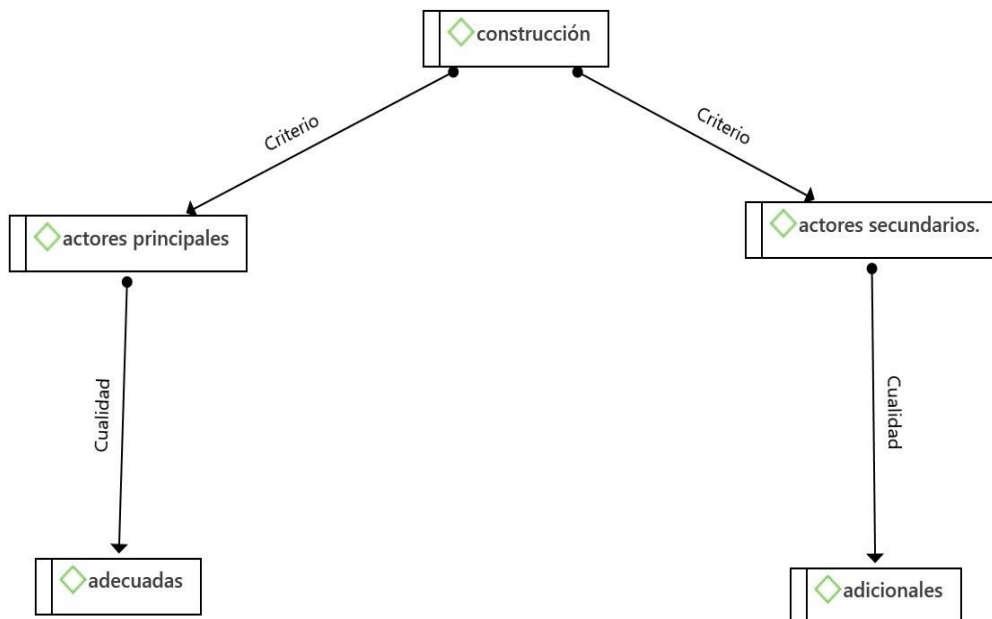 construcción
Criterio
Criterio
actores principales
actores secundarios.
Cualidad
Cualidad
adecuadas
adicionales